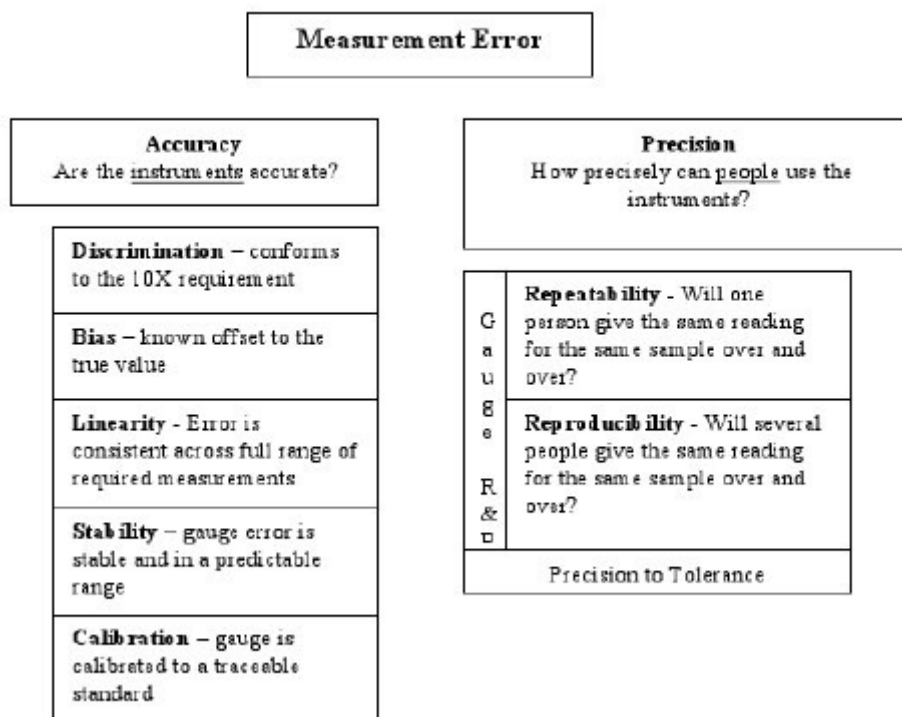 Measurement Error
Accuracy
Are the instruments accurate?
Discrimination – conforms
to the 10X requirement
Bias – known offset to the
true value
Linearity - Error is
consistent across full range of
required measurements
Stability – gauge error is
stable and in a predictable
range
Calibration – gauge is
calibrated to a traceable
standard
Precision
How precisely can people use the
instruments?
Gauge R&
Repeatability - Will one
person give the same reading
for the same sample over and
over?
Reproducibility - Will several
people give the same reading
for the same sample over and
over?
Precision to Tolerance